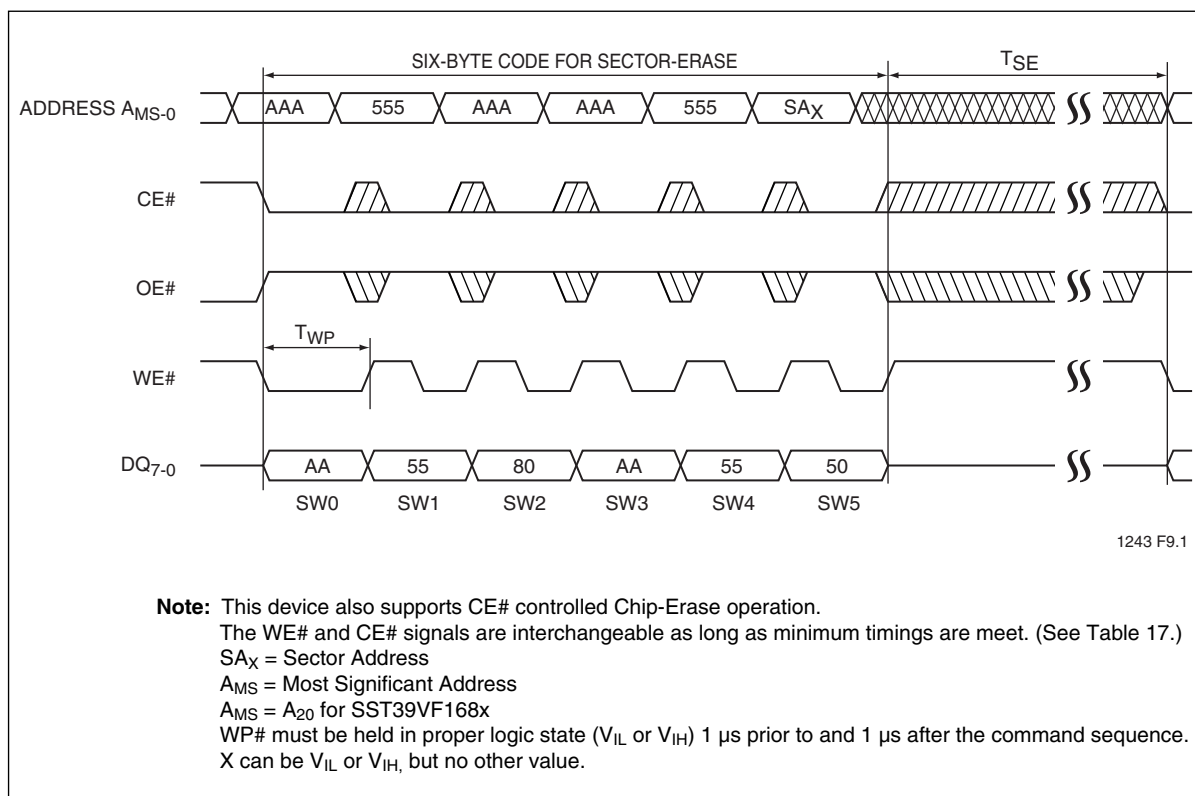 SIX-BYTE CODE FOR SECTOR-ERASE
TSE
ADDRESS AMS-0
AAA 555 AAA AAA 555 SAX
CE#
OE#
TWP
WE#
DQ7-0
AA 55 80 AA 55 50
SW0 SW1 SW2 SW3 SW4 SW5
1243 F9.1
Note: This device also supports CE# controlled Chip-Erase operation.
The WE# and CE# signals are interchangeable as long as minimum timings are meet. (See Table 17.)
SAX = Sector Address
AMS = Most Significant Address
AMS = A20 for SST39VF168x
WP# must be held in proper logic state (VIL or VIH) 1 µs prior to and 1 µs after the command sequence.
X can be VIL or VIH, but no other value.